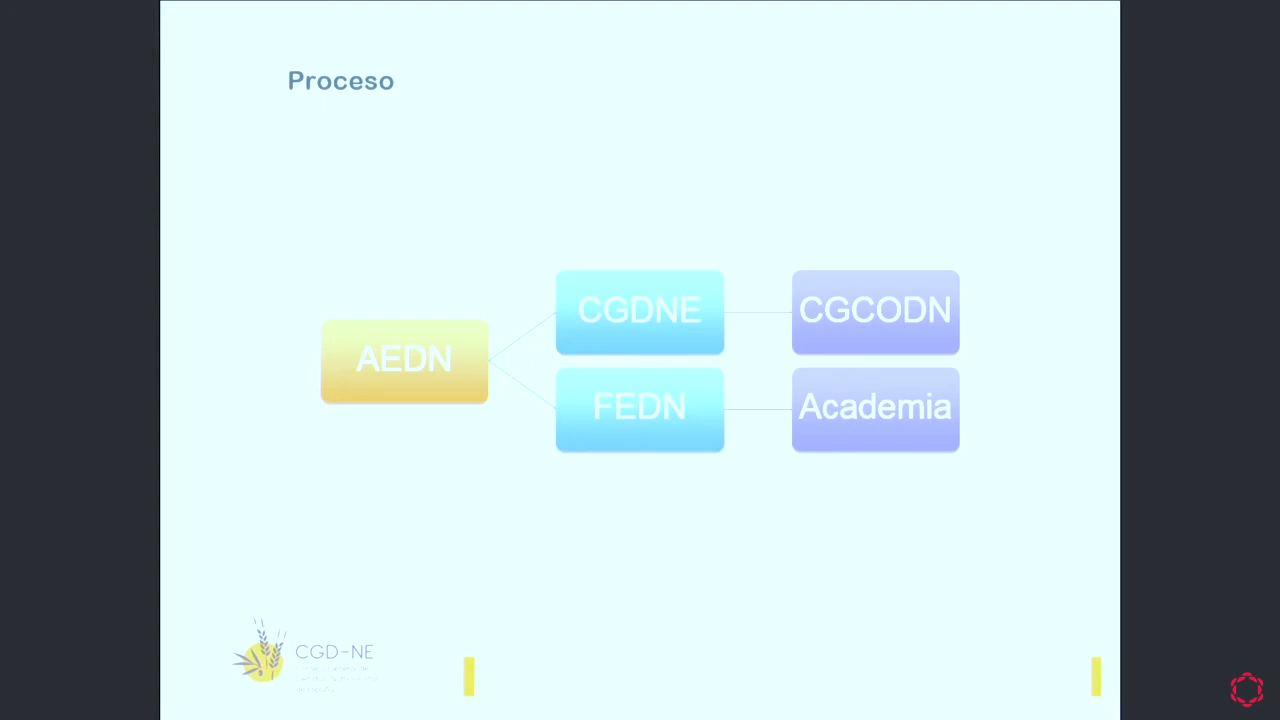 Proceso
CGDNE
CGCODN
AEDN
FEDN
Academia
CGD-NE